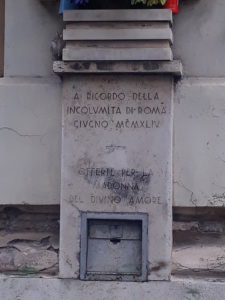 A RICORDO DELLA
INCOLUMITÀ DI ROMA
GIUGNO MCMXLIV
OFFERTE PER LA
MADONNA
DEL DIVINO AMORE